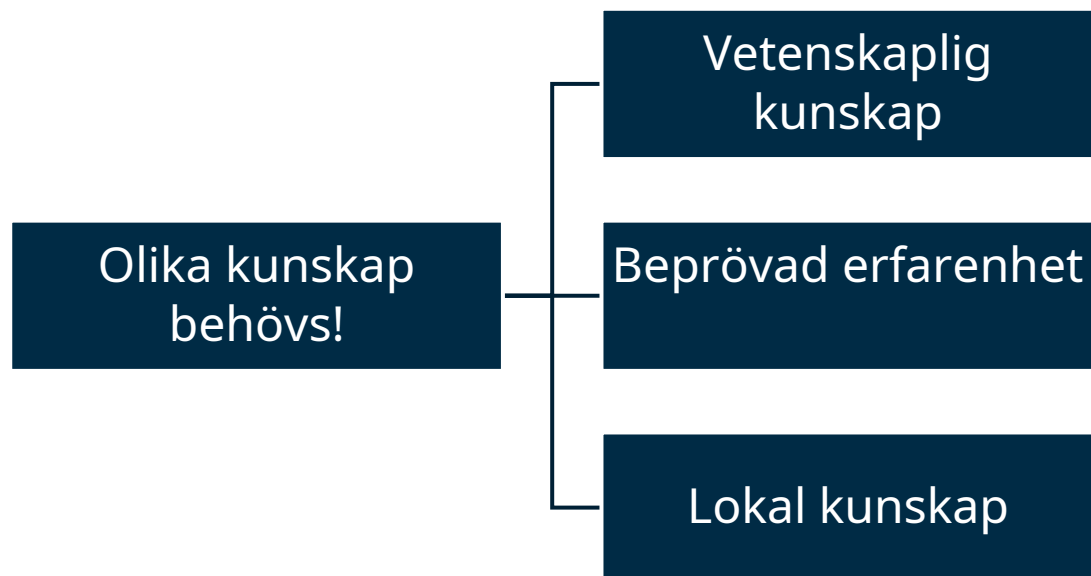 Olika kunskap
behövs!
Vetenskaplig
kunskap
Beprövad erfarenhet
Lokal kunskap